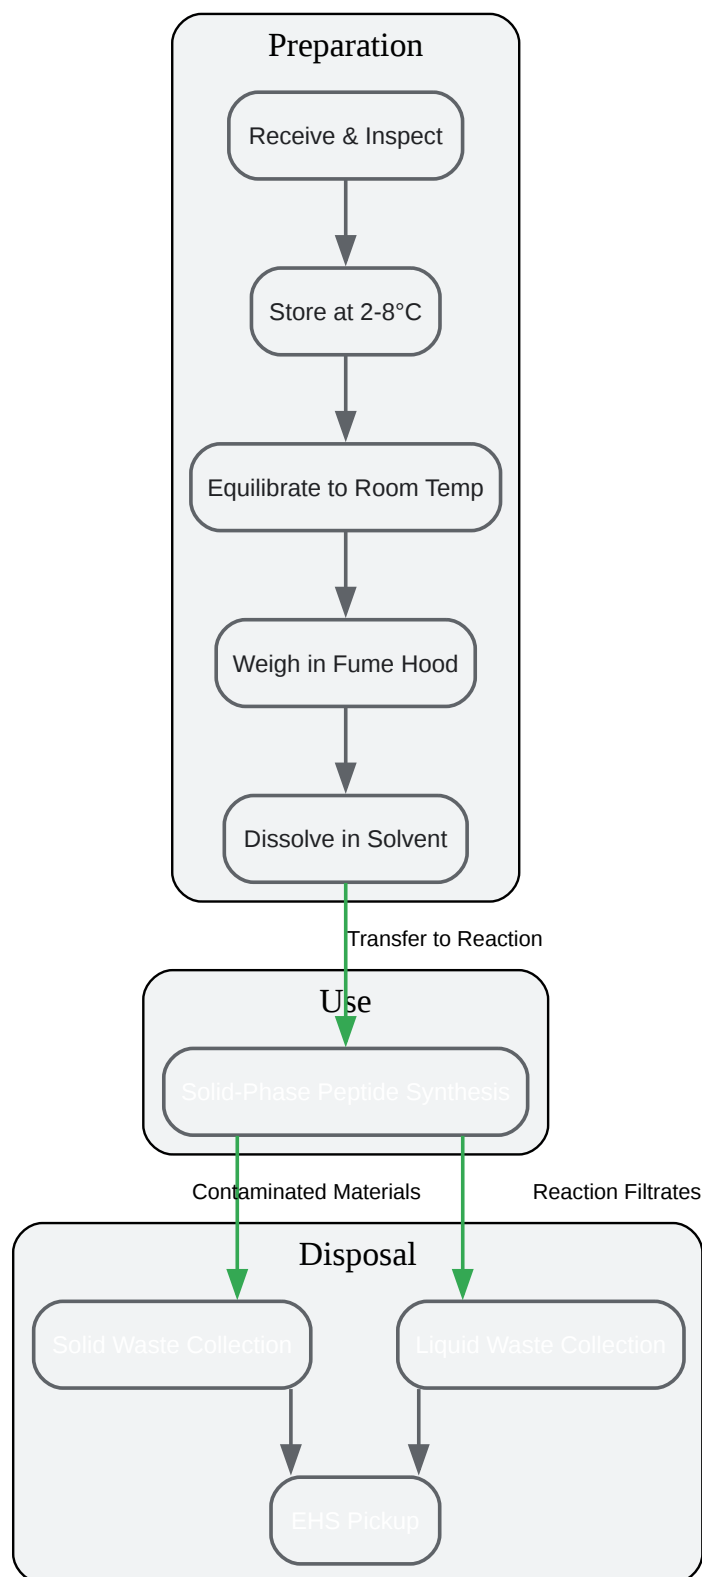 Preparation
Receive & Inspect
Store at 2-8°C
Equilibrate to Room Temp
Weigh in Fume Hood
Dissolve in Solvent
Transfer to Reaction
Use
Solid-Phase Peptide Synthesis
Contaminated Materials
Reaction Filtrates
Disposal
Solid Waste Collection
Liquid Waste Collection
EHS Pickup